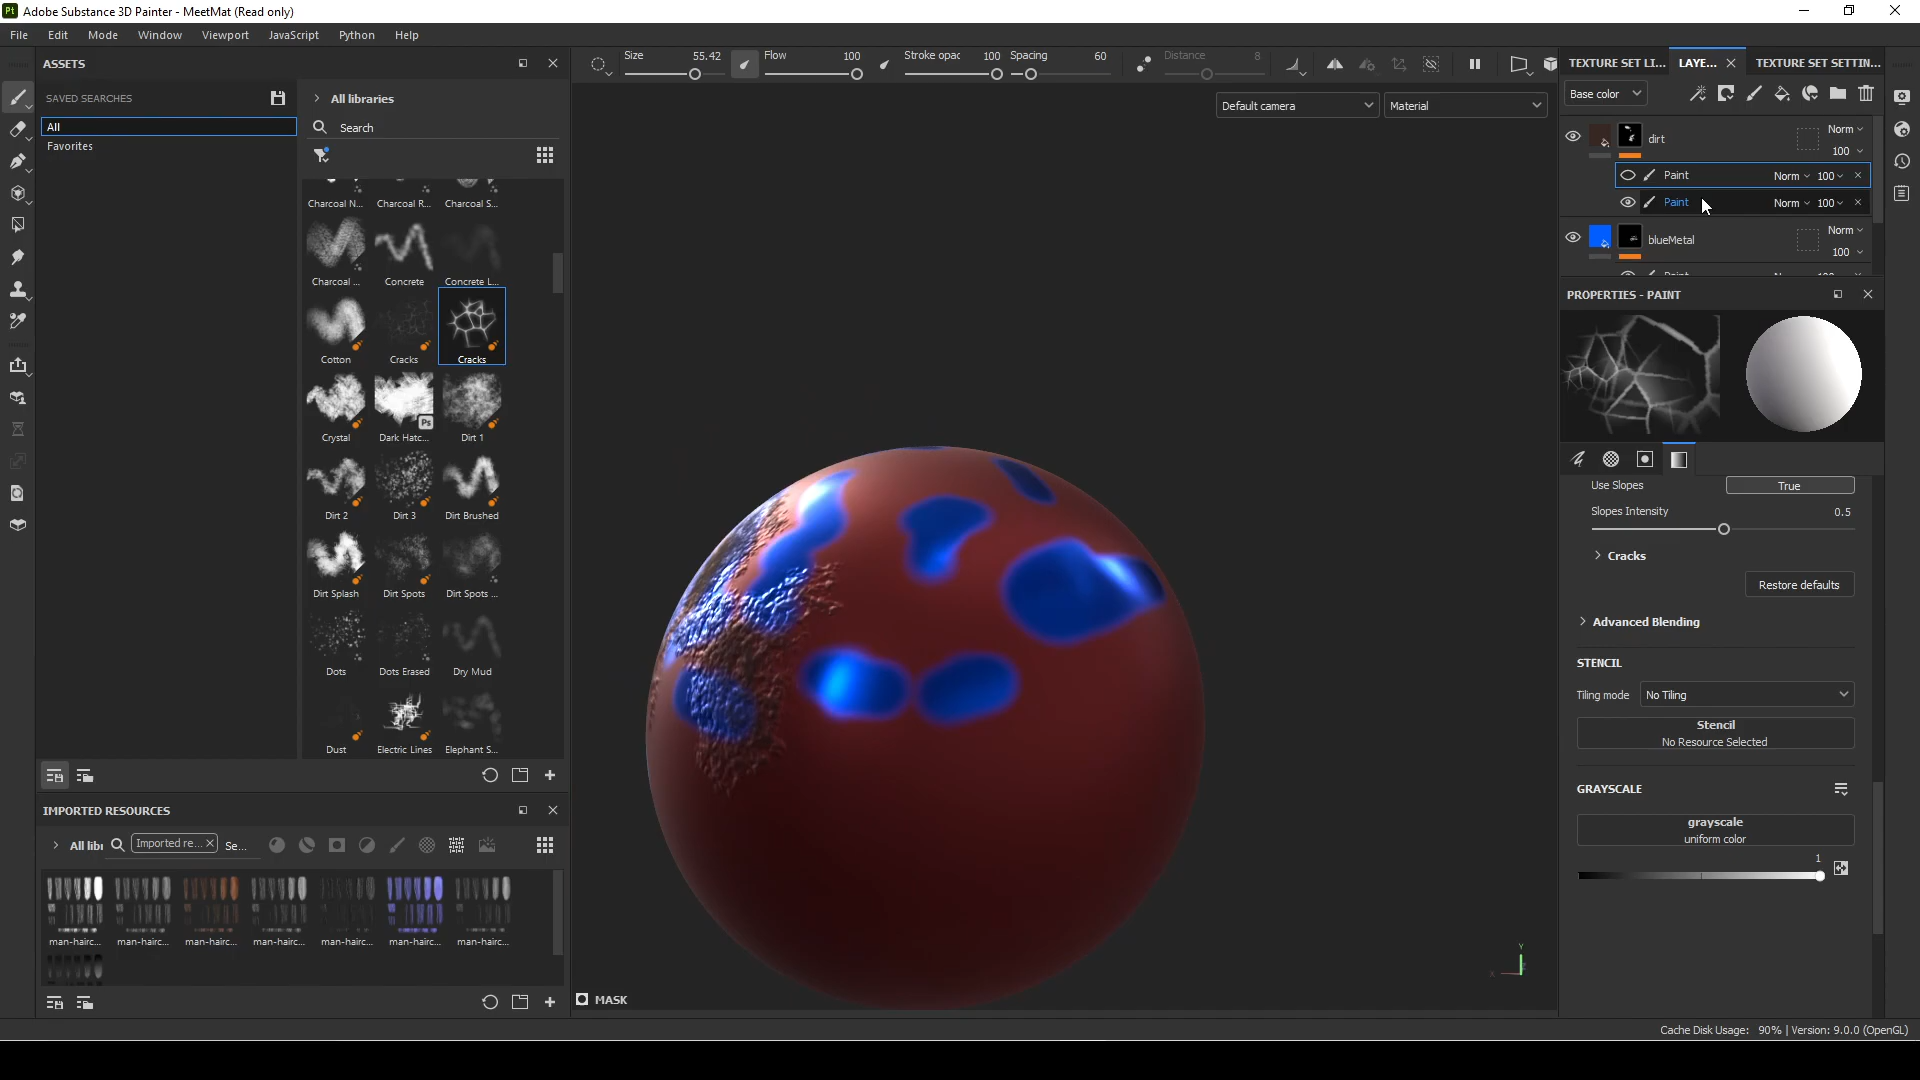 Pt Adobe Substance 3D Painter - MeetMat (Read only)
File Edit Mode Window Viewport JavaScript Python Help
ASSETS
SAVED SEARCHES
All
Favorites
All libraries
Search
Charcoal N... Charcoal R... Charcoal S...
Charcoal ... Concrete Concrete L...
Cotton Cracks Cracks
Crystal Dark Hatc... Dirt 1
Ps
Dirt 2 Dirt 3 Dirt Brushed
Dirt Splash Dirt Spots Dirt Spots ...
Dots Dots Erased Dry Mud
Dust Electric Lines Elephant S...
IMPORTED RESOURCES
All libr Imported re... Se...
man-hairc... man-hairc... man-hairc... man-hairc... man-hairc... man-hairc... man-hairc...
Size 55.42 Flow 100 Stroke opac 100 Spacing 60 Distance 8
Default camera Material
Y
X
MASK
TEXTURE SET LI... LAYE... TEXTURE SET SETTIN...
Base color
dirt Norm
100
Paint Norm 100
Paint Norm 100
blueMetal Norm
100
Paint Norm 100
PROPERTIES - PAINT
Use Slopes True
Slopes Intensity 0.5
Cracks
Restore defaults
Advanced Blending
STENCIL
Tiling mode No Tiling
Stencil
No Resource Selected
GRAYSCALE
grayscale
uniform color
1
Cache Disk Usage: 90% | Version: 9.0.0 (OpenGL)